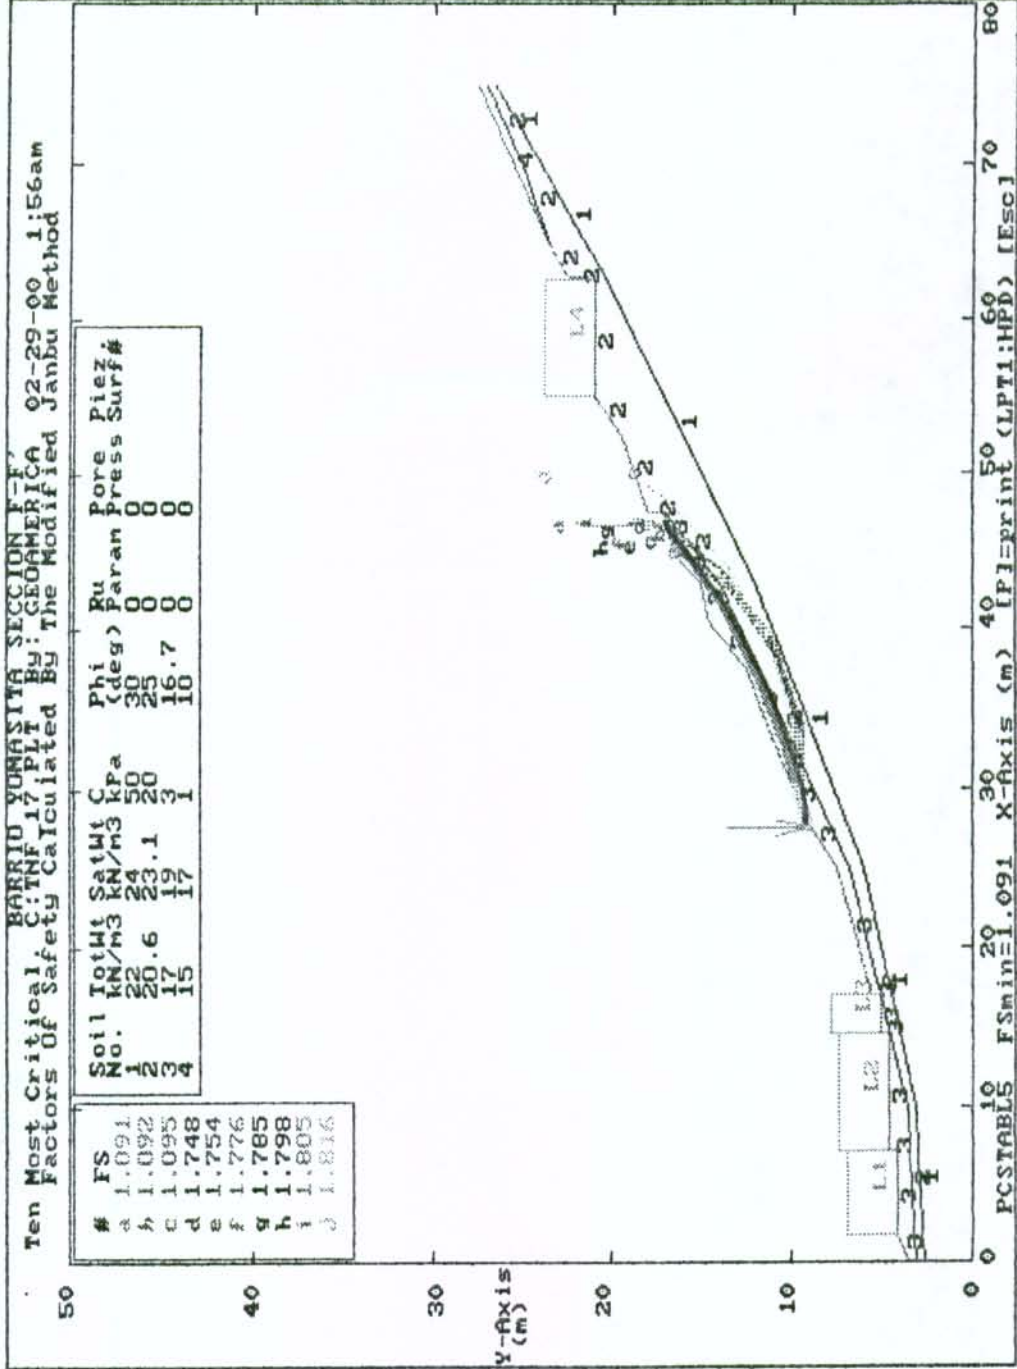 BARRIO YUMASITA SECCION F-F'
Ten Most Critical. C:TNF17.PLT By: GEOAMERICA 02-29-00 1:56am
Factors Of Safety Calculated By The Modified Janbu Method
# FS
a 1.091
b 1.092
c 1.095
d 1.748
e 1.754
f 1.776
g 1.785
h 1.798
i 1.805
j 1.816
Soil TotWt SatWt C Phi Ru Pore Piez.
No. kN/m3 kN/m3 kPa (deg) Param Press Surf#
1 22 24 50 30 0 0
2 20.6 23.1 20 25 0 0
3 17 19 3 16.7 0 0
4 15 17 1 10 0 0
50
40
30
Y-Axis
(m)
20
10
0
L1
L2
L3
L4
a
i
h g
f
e
d
c
0 10 20 30 40 50 60 70 80
PCSTABL5 FSmin=1.091 X-Axis (m) [P]=print (LPT1:HPD) [Esc]